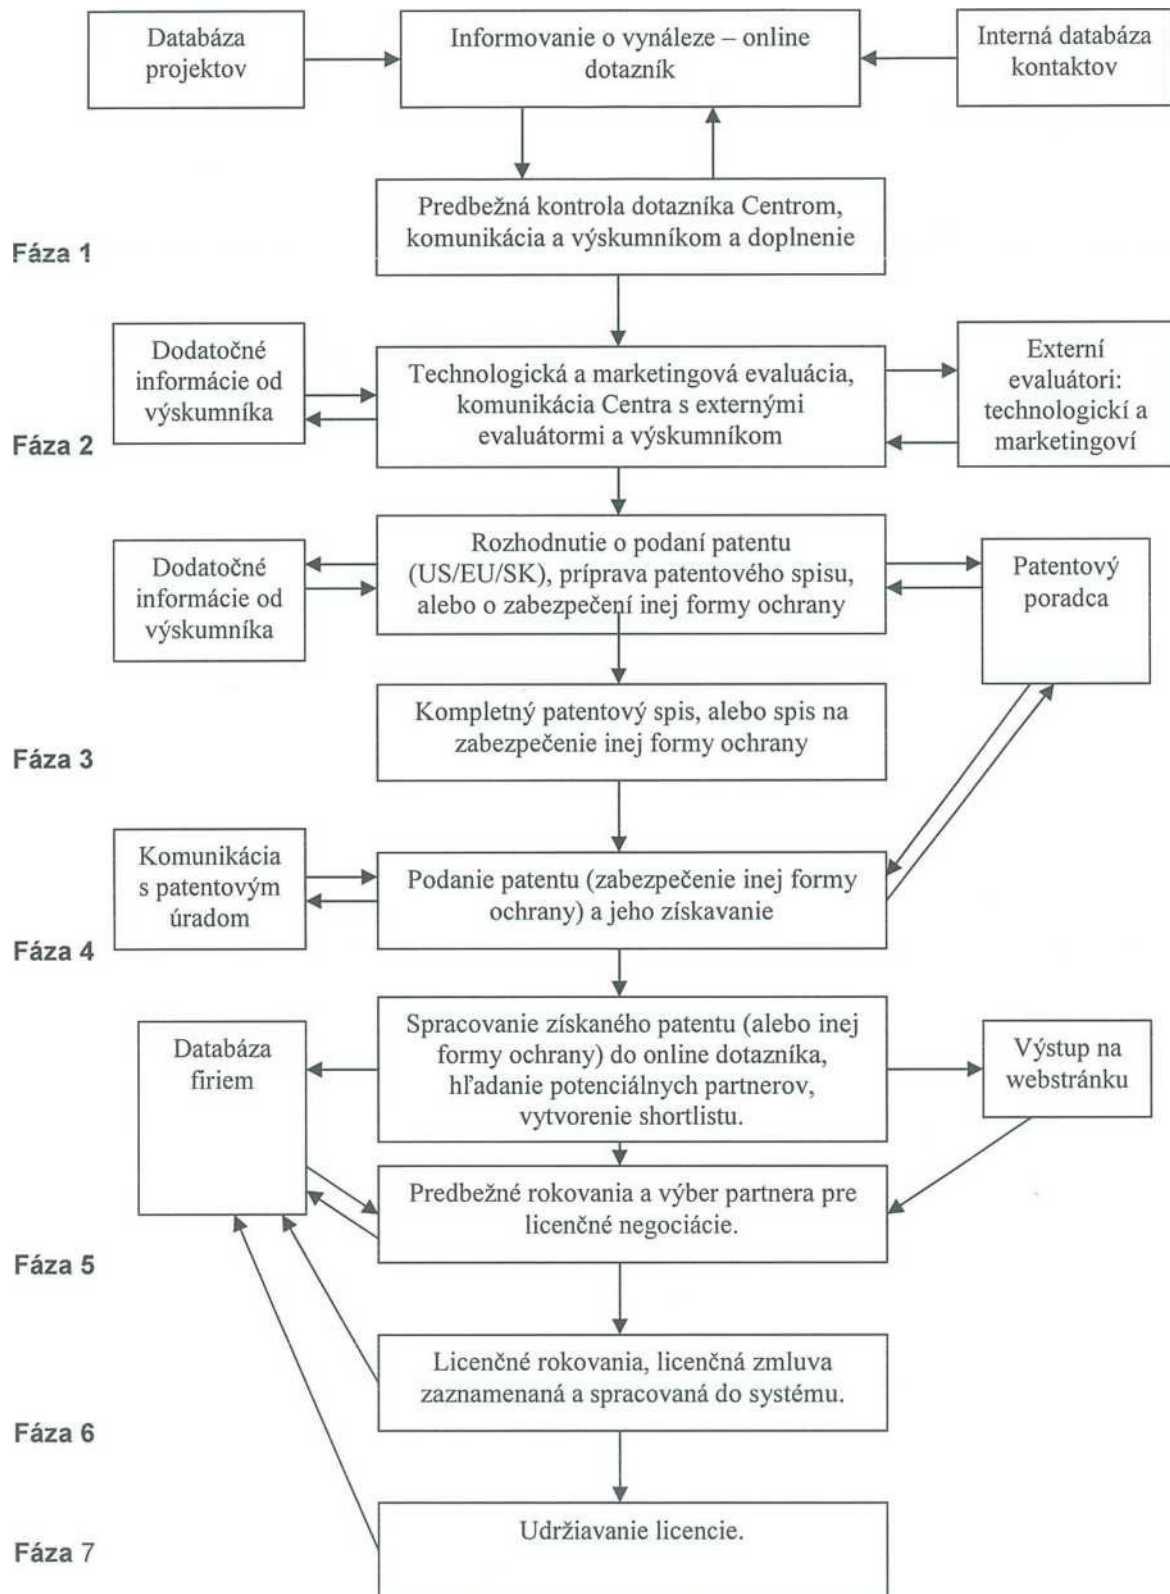 Databáza
projektov
Informovanie o vynáleze – online
dotazník
Interná databáza
kontaktov
Predbežná kontrola dotazníka Centrom,
komunikácia a výskumníkom a doplnenie
Fáza 1
Dodatočné
informácie od
výskumníka
Technologická a marketingová evaluácia,
komunikácia Centra s externými
evaluátormi a výskumníkom
Externí
evaluátori:
technologickí a
marketingoví
Fáza 2
Dodatočné
informácie od
výskumníka
Rozhodnutie o podaní patentu
(US/EU/SK), príprava patentového spisu,
alebo o zabezpečení inej formy ochrany
Patentový
poradca
Kompletný patentový spis, alebo spis na
zabezpečenie inej formy ochrany
Fáza 3
Komunikácia
s patentovým
úradom
Podanie patentu (zabezpečenie inej formy
ochrany) a jeho získavanie
Fáza 4
Databáza
firiem
Spracovanie získaného patentu (alebo inej
formy ochrany) do online dotazníka,
hľadanie potenciálnych partnerov,
vytvorenie shortlistu.
Výstup na
webstránku
Predbežné rokovania a výber partnera pre
licenčné negociácie.
Fáza 5
Licenčné rokovania, licenčná zmluva
zaznamenaná a spracovaná do systému.
Fáza 6
Udržiavanie licencie.
Fáza 7